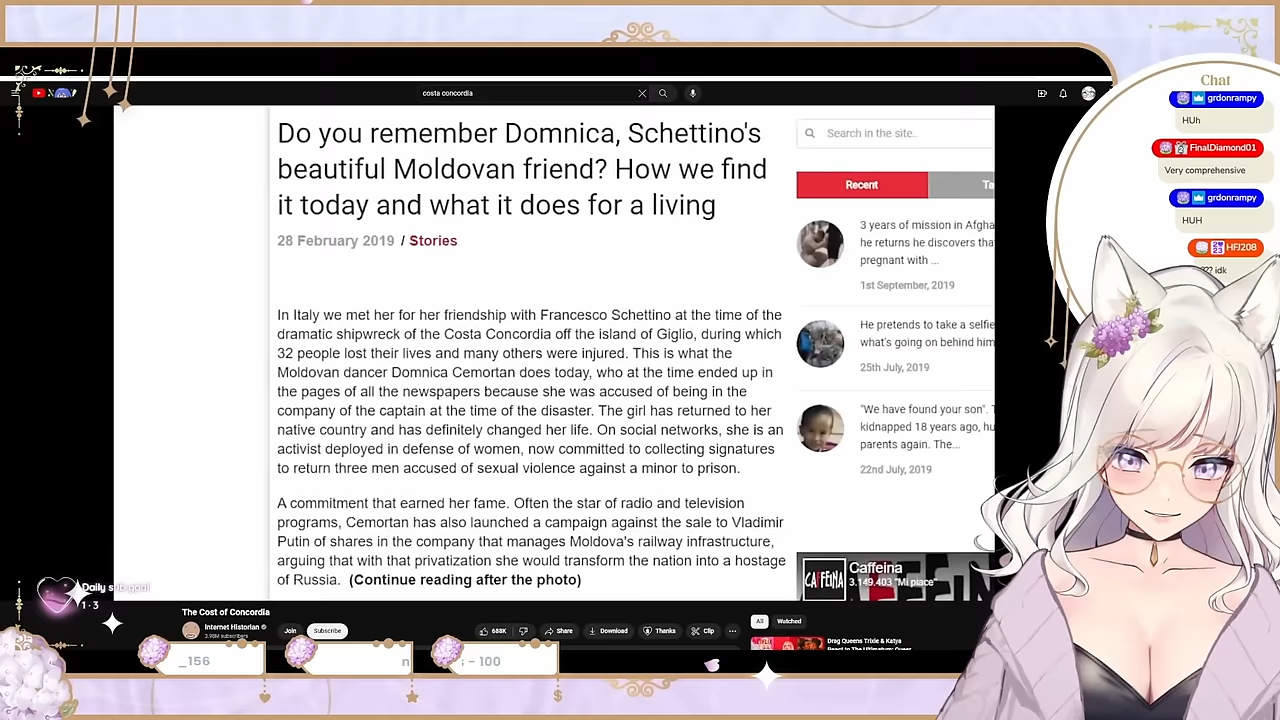 costa concordia
Do you remember Domnica, Schettino's
beautiful Moldovan friend? How we find
it today and what it does for a living
28 February 2019 / Stories
In Italy we met her for her friendship with Francesco Schettino at the time of the
dramatic shipwreck of the Costa Concordia off the island of Giglio, during which
32 people lost their lives and many others were injured. This is what the
Moldovan dancer Domnica Cemortan does today, who at the time ended up in
the pages of all the newspapers because she was accused of being in the
company of the captain at the time of the disaster. The girl has returned to her
native country and has definitely changed her life. On social networks, she is an
activist deployed in defense of women, now committed to collecting signatures
to return three men accused of sexual violence against a minor to prison.
A commitment that earned her fame. Often the star of radio and television
programs, Cemortan has also launched a campaign against the sale to Vladimir
Putin of shares in the company that manages Moldova's railway infrastructure,
arguing that with that privatization she would transform the nation into a hostage
of Russia. (Continue reading after the photo)
Search in the site..
Recent
Ta
3 years of mission in Afgha
he returns he discovers tha
pregnant with ...
1st September, 2019
He pretends to take a selfie
what's going on behind him
25th July, 2019
"We have found your son". T
kidnapped 18 years ago, hu
parents again. The...
22nd July, 2019
CAFFEINA
Caffeina
3.149.403 "Mi piace"
Chat
grdonrampy
HUh
FinalDiamond01
Very comprehensive
grdonrampy
HUH
HFJ208
??? idk
Daily sub goal
1 - 3
The Cost of Concordia
Internet Historian
3.98M subscribers
Join
Subscribe
688K
Share
Download
Thanks
Clip
All
Watched
Drag Queens Trixie & Katya
React to The Ultimatum: Queer
_156
n
- 100